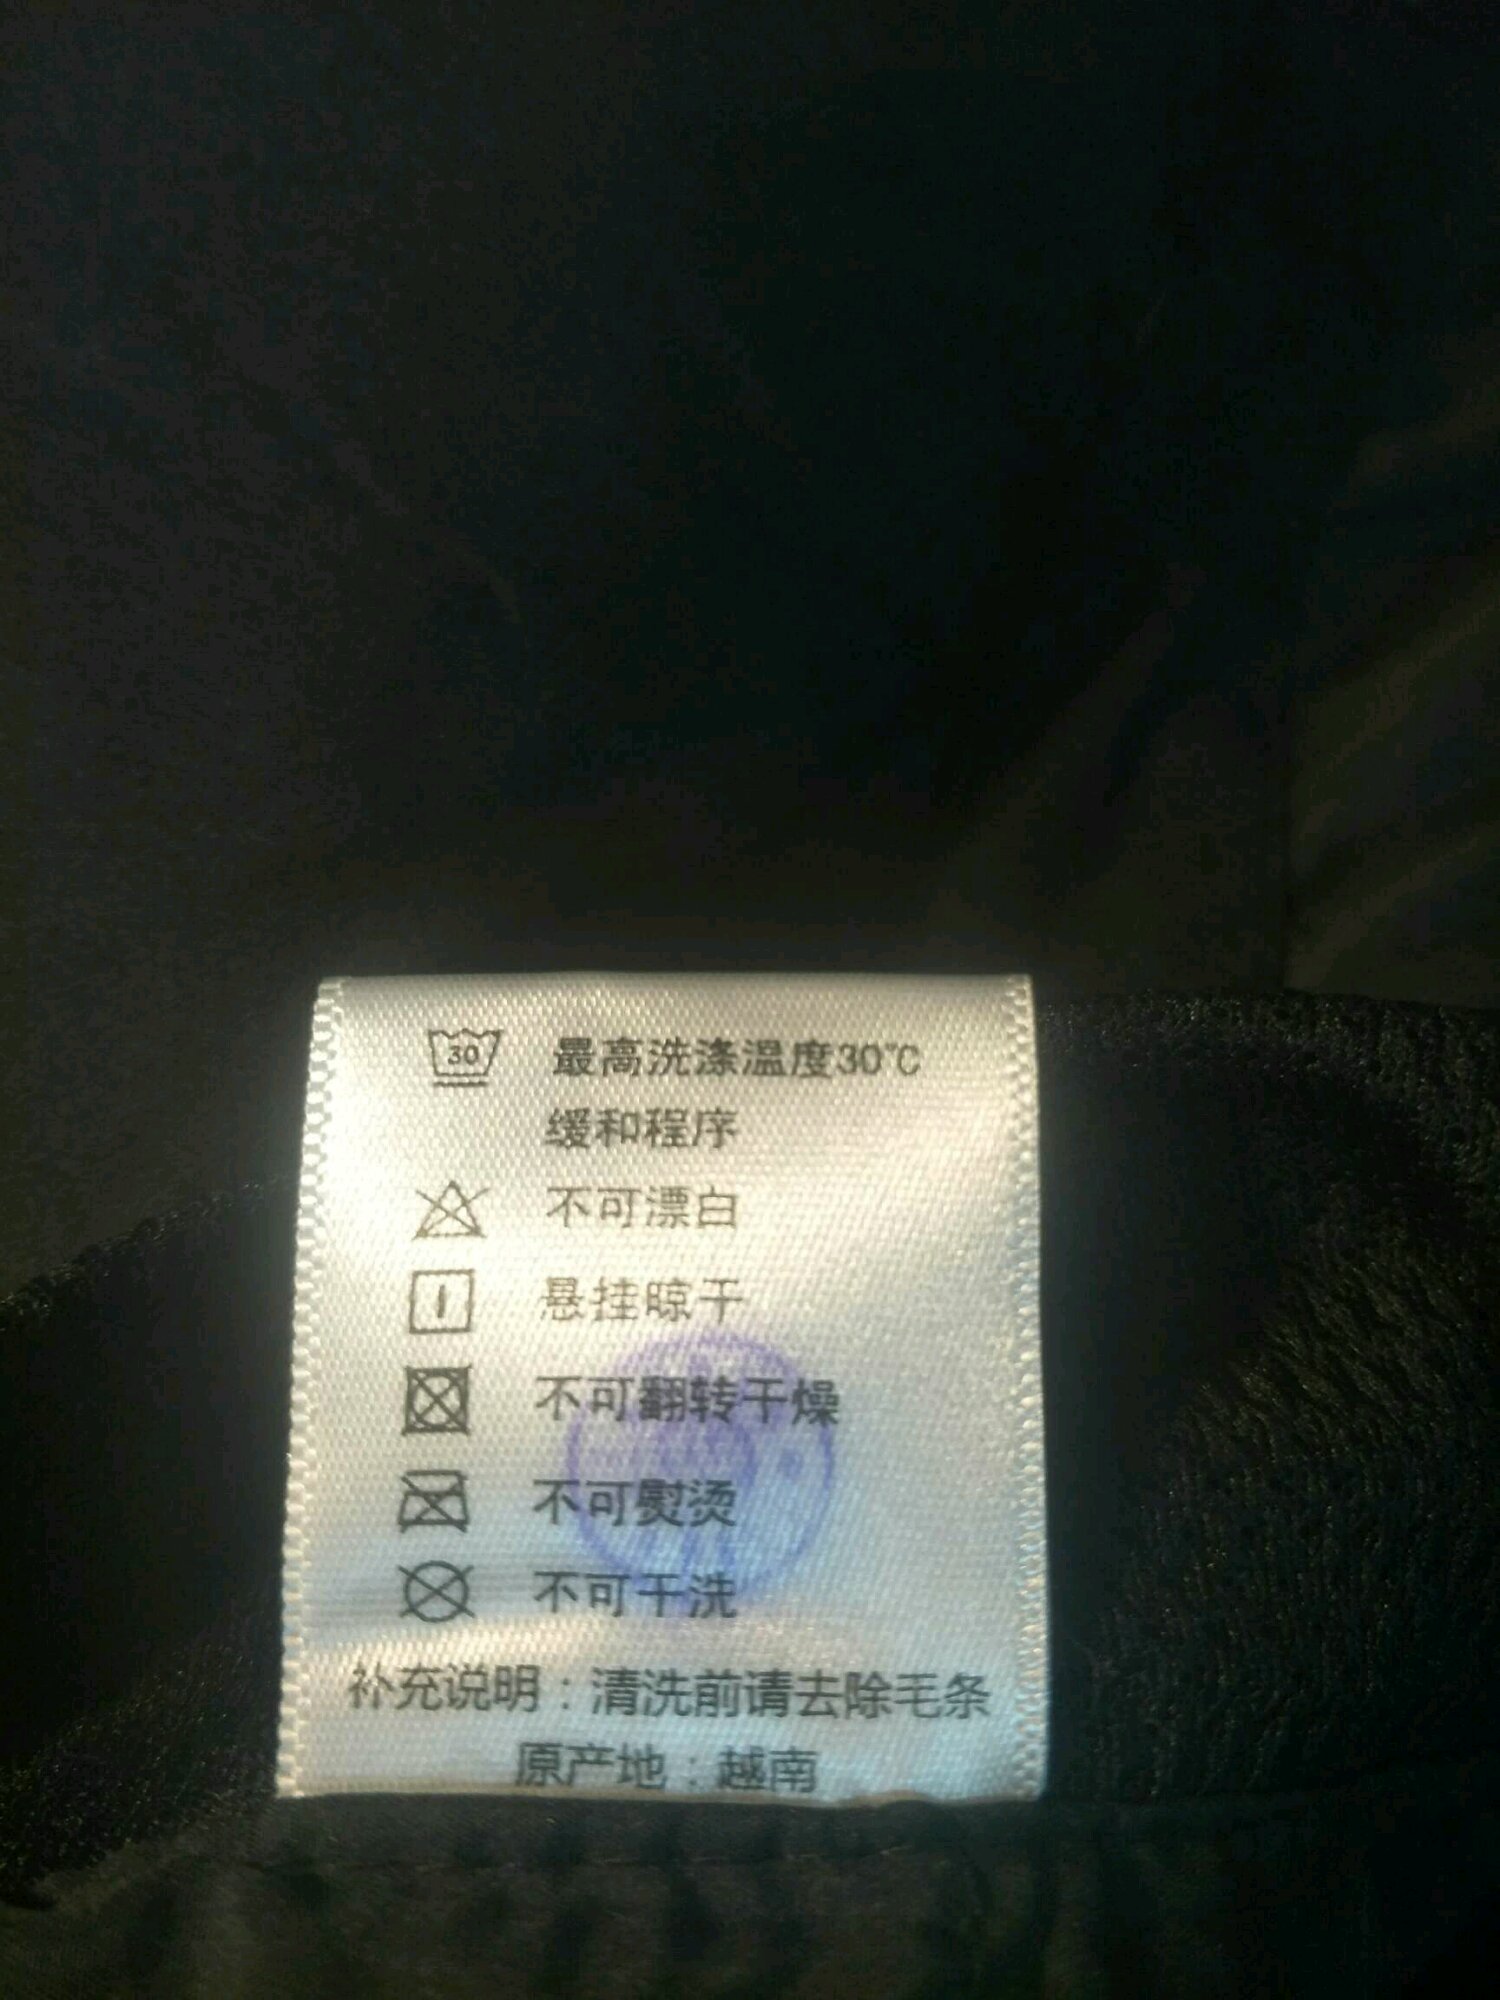 30 最高洗涤温度30℃
缓和程序
不可漂白
悬挂晾干
不可翻转干燥
不可熨烫
不可干洗
补充说明：清洗前请去除毛条
原产地：越南